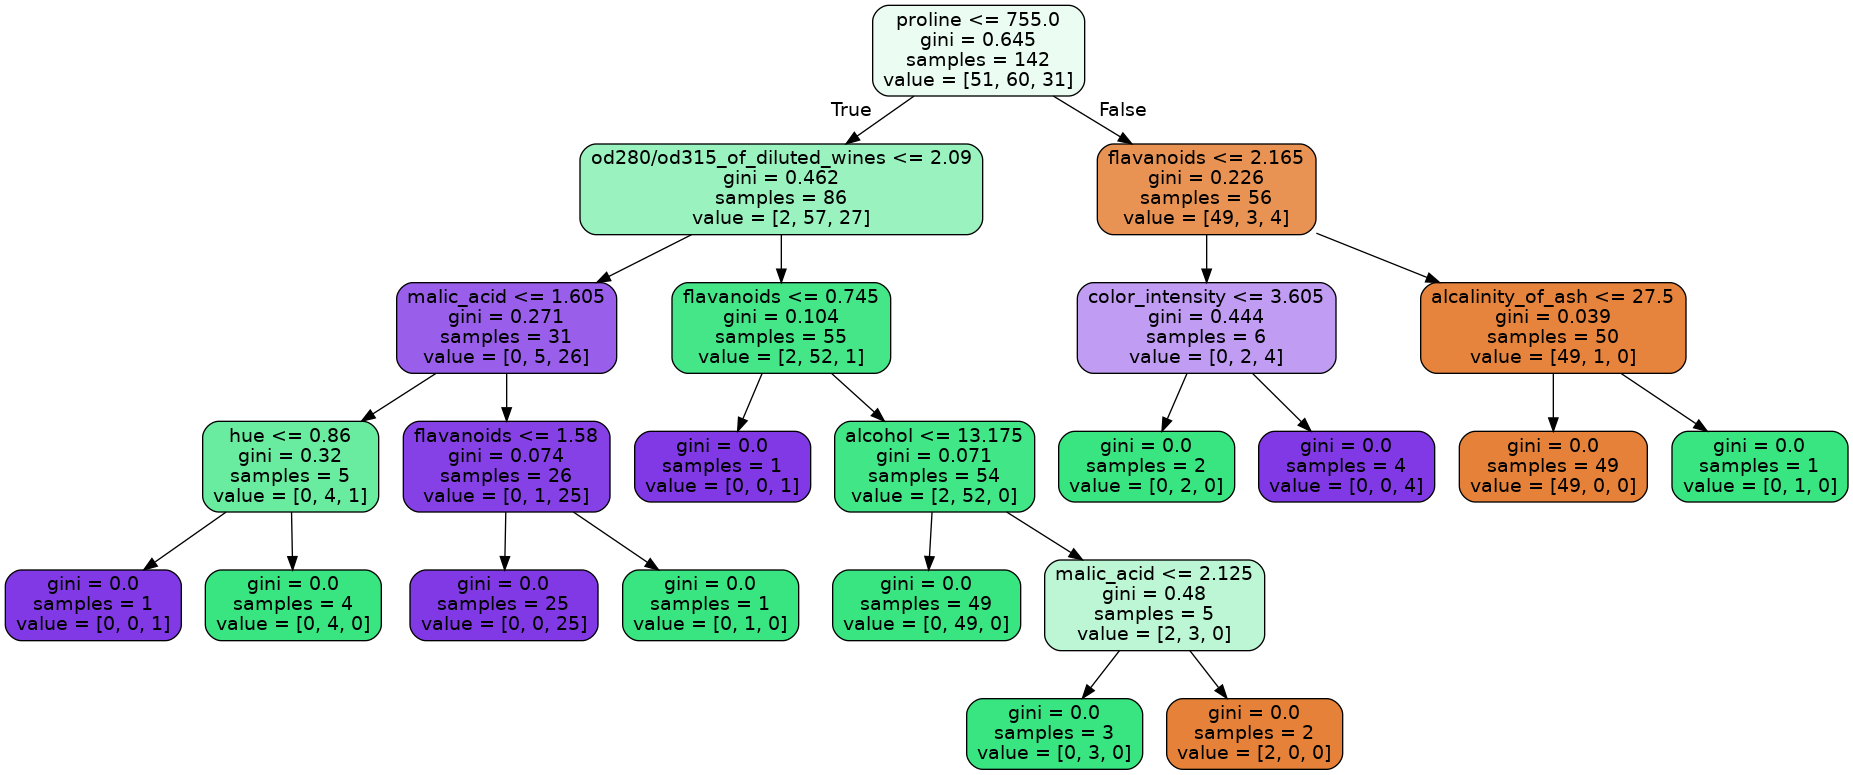 proline <= 755.0
gini = 0.645
samples = 142
value = [51, 60, 31]
True
False
od280/od315_of_diluted_wines <= 2.09
gini = 0.462
samples = 86
value = [2, 57, 27]
flavanoids <= 2.165
gini = 0.226
samples = 56
value = [49, 3, 4]
malic_acid <= 1.605
gini = 0.271
samples = 31
value = [0, 5, 26]
flavanoids <= 0.745
gini = 0.104
samples = 55
value = [2, 52, 1]
color_intensity <= 3.605
gini = 0.444
samples = 6
value = [0, 2, 4]
alcalinity_of_ash <= 27.5
gini = 0.039
samples = 50
value = [49, 1, 0]
hue <= 0.86
gini = 0.32
samples = 5
value = [0, 4, 1]
flavanoids <= 1.58
gini = 0.074
samples = 26
value = [0, 1, 25]
gini = 0.0
samples = 1
value = [0, 0, 1]
alcohol <= 13.175
gini = 0.071
samples = 54
value = [2, 52, 0]
gini = 0.0
samples = 2
value = [0, 2, 0]
gini = 0.0
samples = 4
value = [0, 0, 4]
gini = 0.0
samples = 49
value = [49, 0, 0]
gini = 0.0
samples = 1
value = [0, 1, 0]
gini = 0.0
samples = 1
value = [0, 0, 1]
gini = 0.0
samples = 4
value = [0, 4, 0]
gini = 0.0
samples = 25
value = [0, 0, 25]
gini = 0.0
samples = 1
value = [0, 1, 0]
gini = 0.0
samples = 49
value = [0, 49, 0]
malic_acid <= 2.125
gini = 0.48
samples = 5
value = [2, 3, 0]
gini = 0.0
samples = 3
value = [0, 3, 0]
gini = 0.0
samples = 2
value = [2, 0, 0]